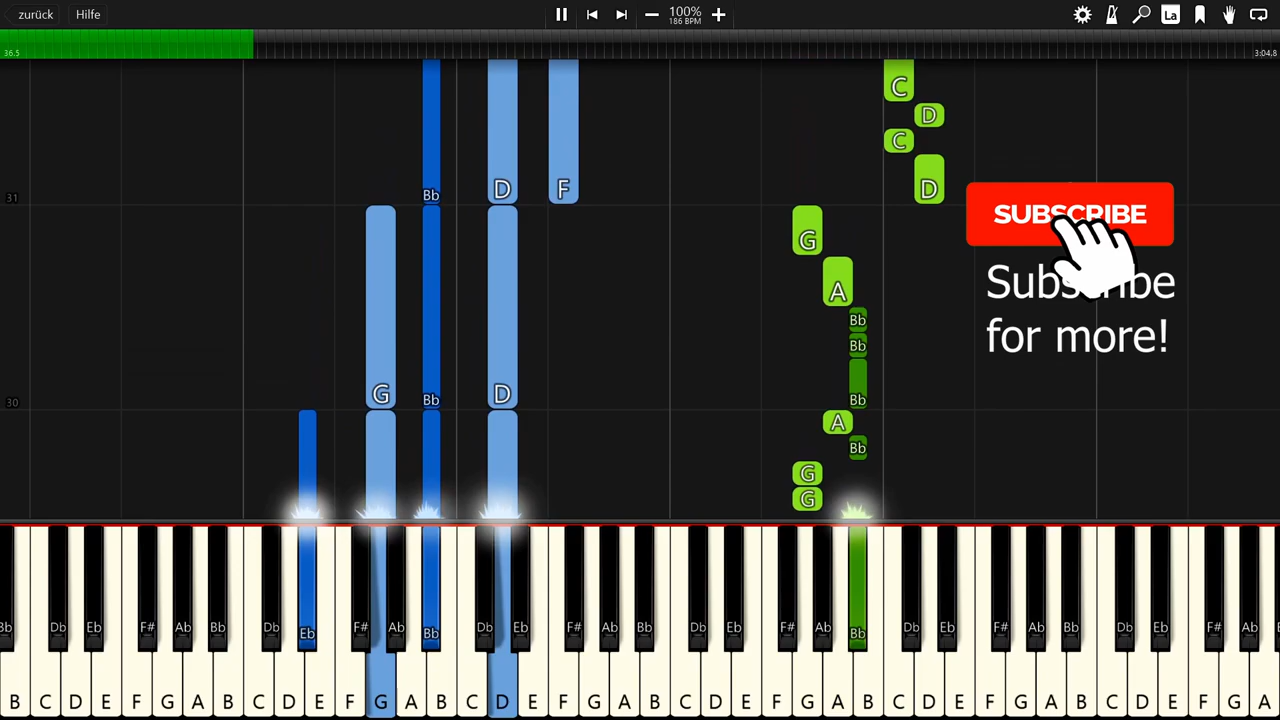 zurück Hilfe 100% 186 BPM La
36.5 3:04,8
C
D
C
Bb D F D
31
SUBSCRIBE
G
Subscribe
A
for more!
Bb
Bb
G Bb D Bb
30
A
Bb
G
G
Bb Db Eb F# Ab Bb Db Eb F# Ab Bb Db Eb F# Ab Bb Db Eb F# Ab Bb Db Eb F# Ab Bb Db Eb F# Ab E
B C D E F G A B C D E F G A B C D E F G A B C D E F G A B C D E F G A B C D E F G A